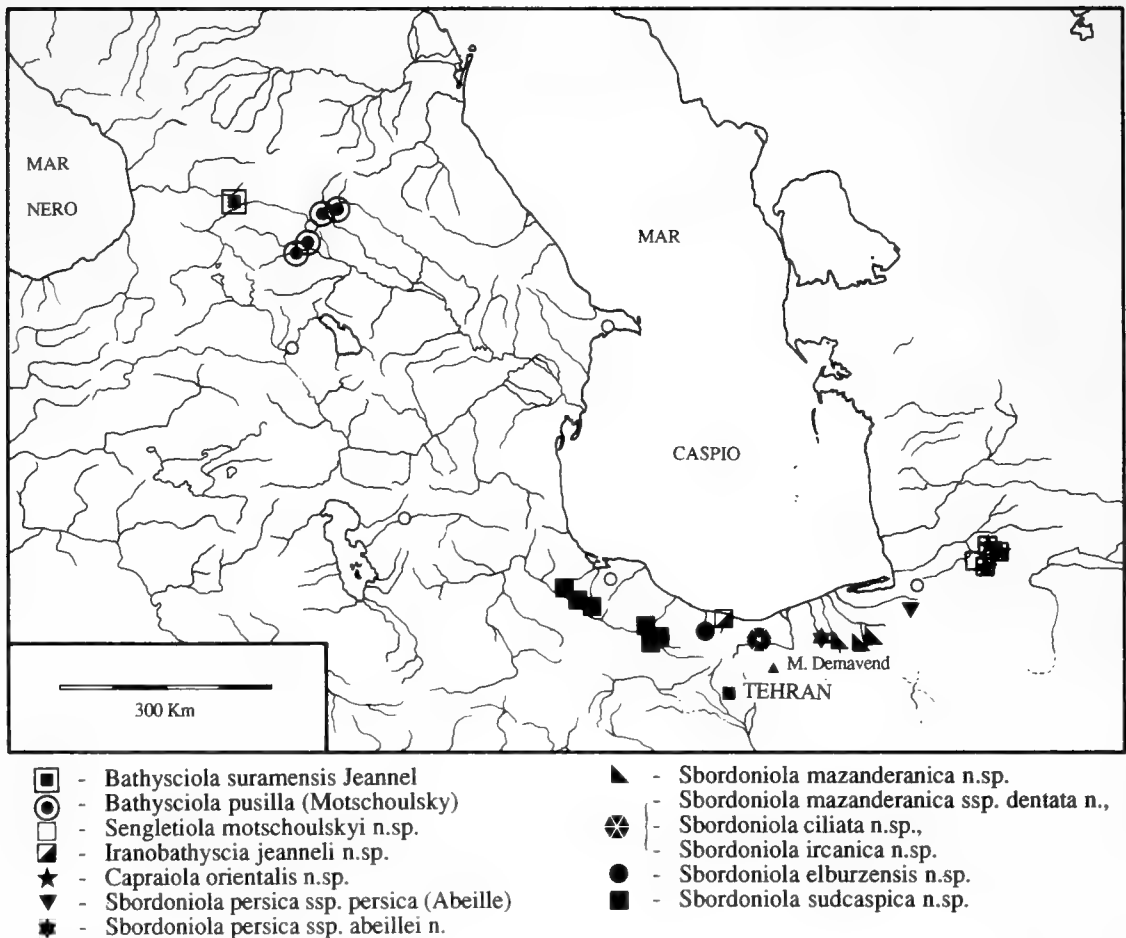 MAR
NERO
MAR
CASPIO
M. Demavend
TEHRAN
300 Km
- Bathysciola suramensis Jeannel
- Bathysciola pusilla (Motschoulsky)
- Sengletiola motschoulskyi n.sp.
- Iranobathyscia jeanneli n.sp.
- Capraiola orientalis n.sp.
- Sbordoniola persica ssp. persica (Abeille)
- Sbordoniola persica ssp. abeillei n.
- Sbordoniola mazanderanica n.sp.
- Sbordoniola mazanderanica ssp. dentata n.,
- Sbordoniola ciliata n.sp.,
- Sbordoniola ircanica n.sp.
- Sbordoniola elburzensis n.sp.
- Sbordoniola sudcaspica n.sp.